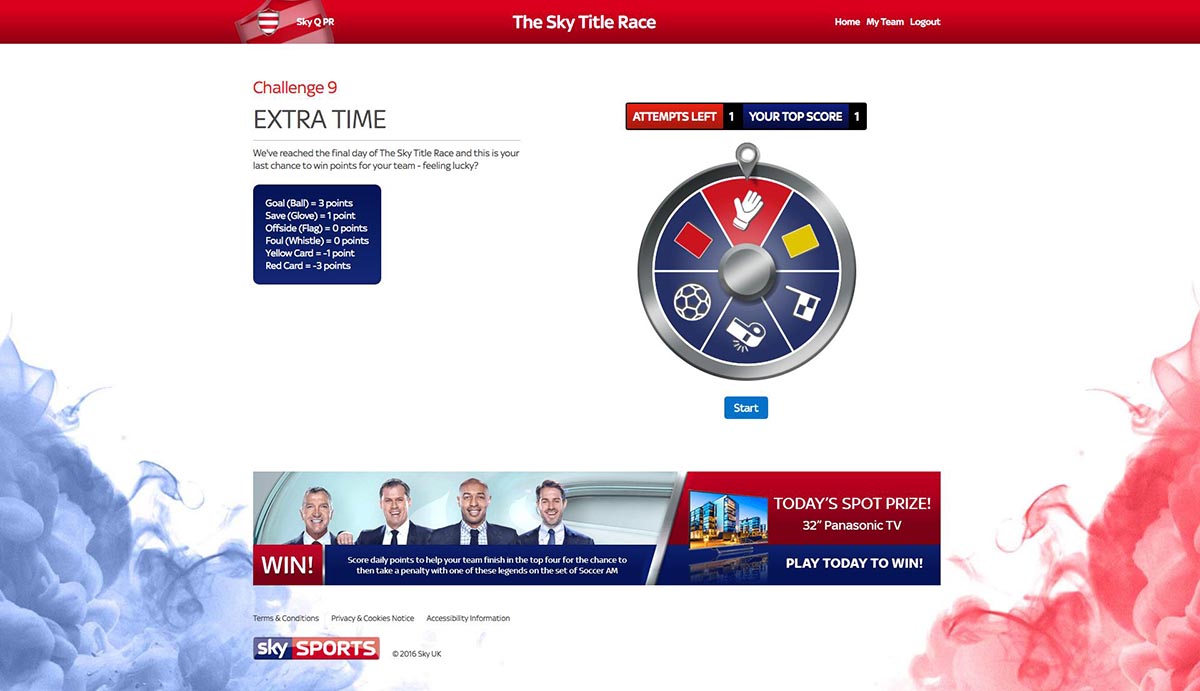 Sky Q PR
The Sky Title Race
Home My Team Logout
Challenge 9
EXTRA TIME
We've reached the final day of The Sky Title Race and this is your
last chance to win points for your team - feeling lucky?
Goal (Ball) = 3 points
Save (Glove) = 1 point
Offside (Flag) = 0 points
Foul (Whistle) = 0 points
Yellow Card = -1 point
Red Card = -3 points
ATTEMPTS LEFT 1 YOUR TOP SCORE 1
Start
WIN!
Score daily points to help your team finish in the top four for the chance to
then take a penalty with one of these legends on the set of Soccer AM
TODAY'S SPOT PRIZE!
32" Panasonic TV
PLAY TODAY TO WIN!
Terms & Conditions Privacy & Cookies Notice Accessibility Information
sky SPORTS © 2016 Sky UK